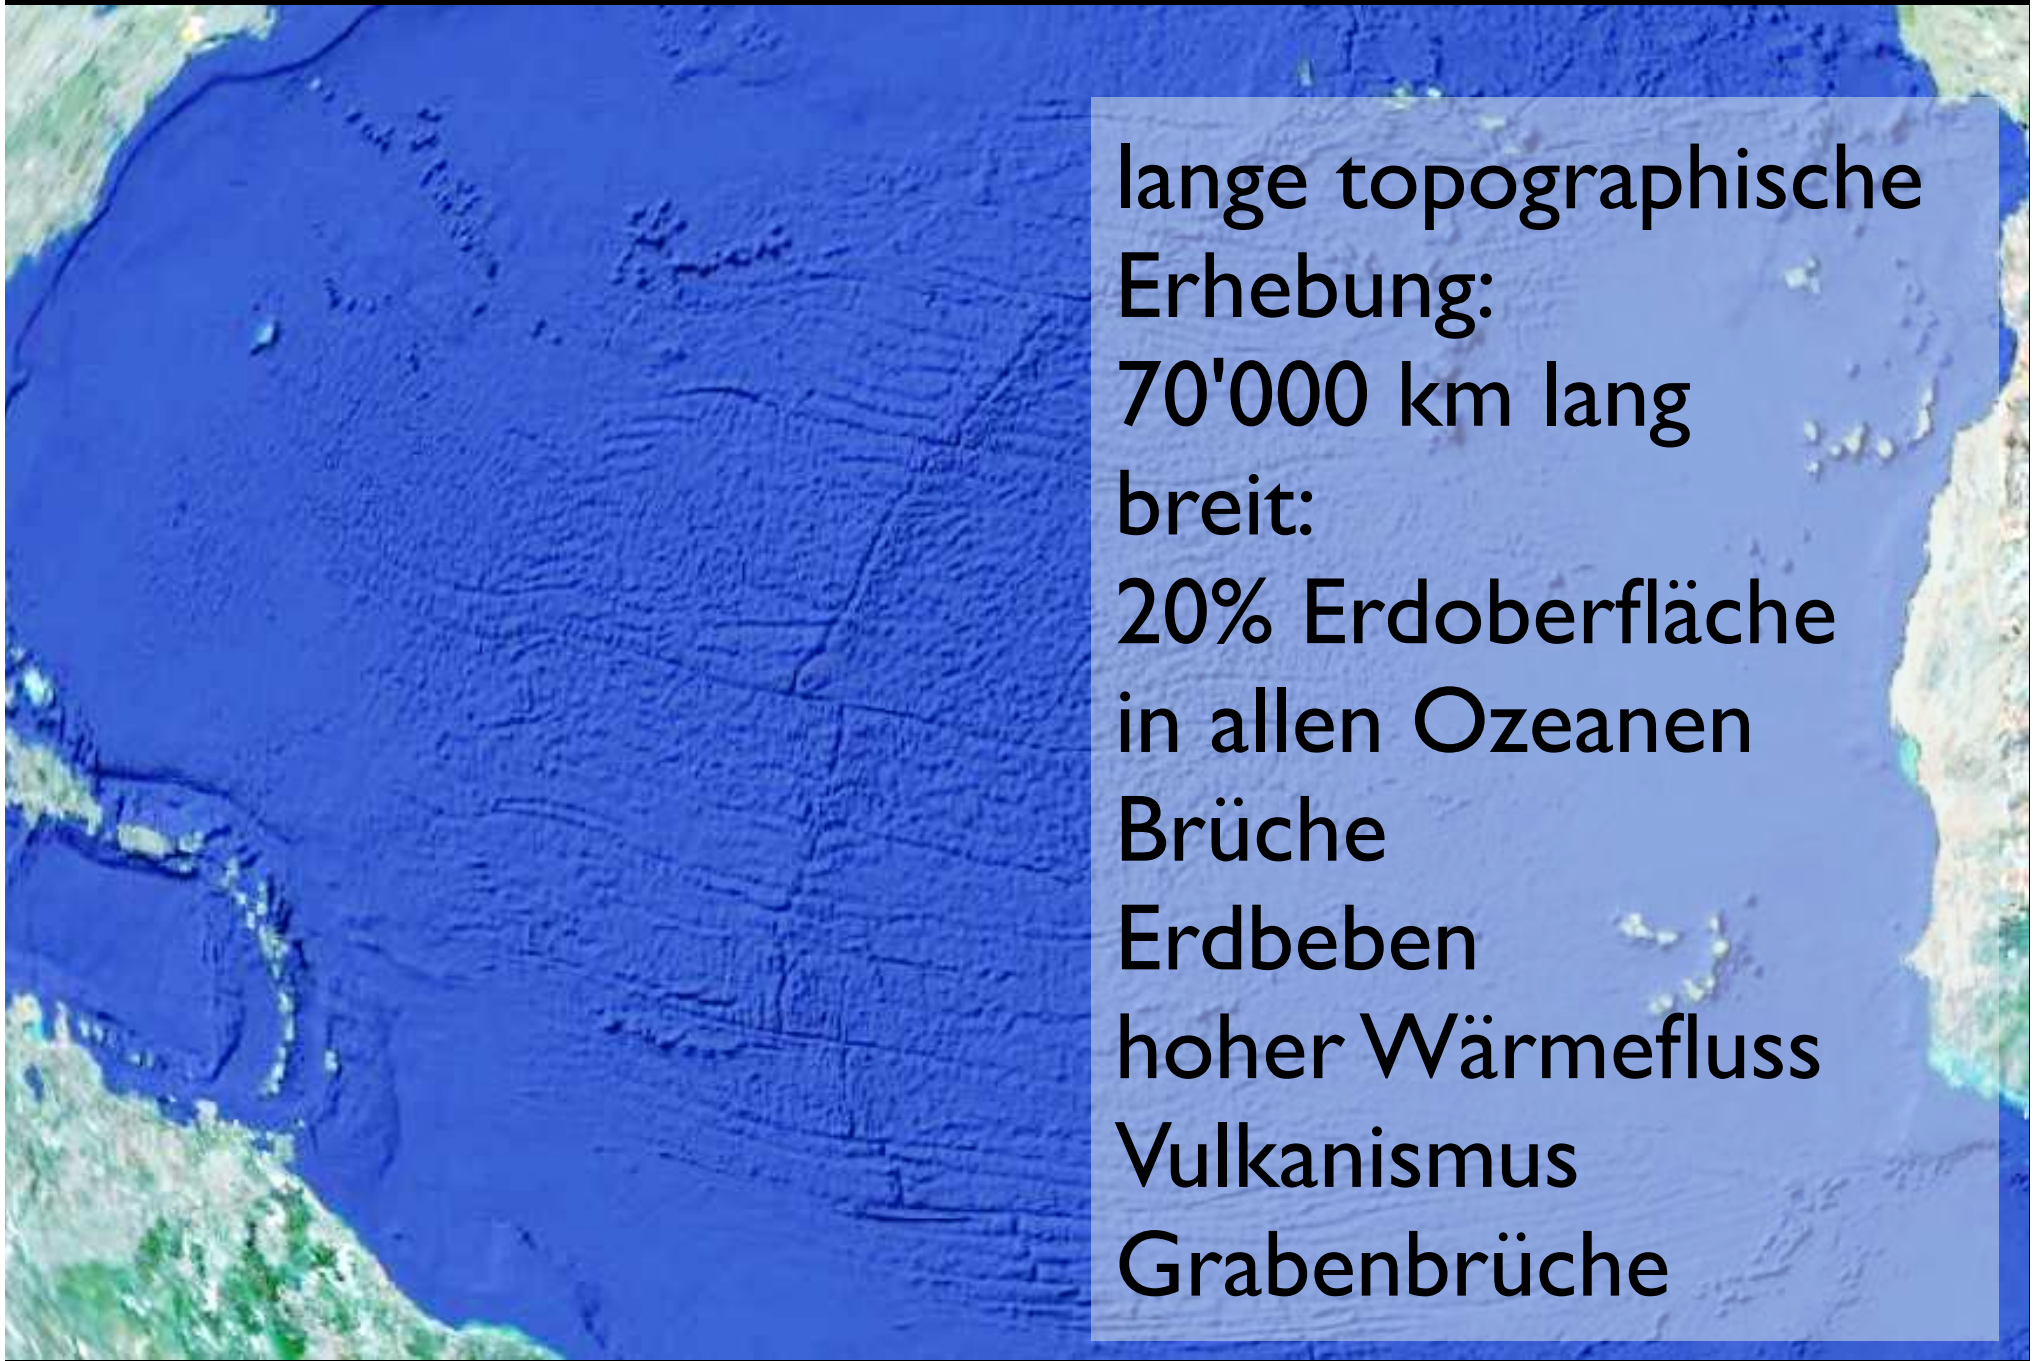 lange topographische
Erhebung:
70'000 km lang
breit:
20% Erdoberfläche
in allen Ozeanen
Brüche
Erdbeben
hoher Wärmefluss
Vulkanismus
Grabenbrüche